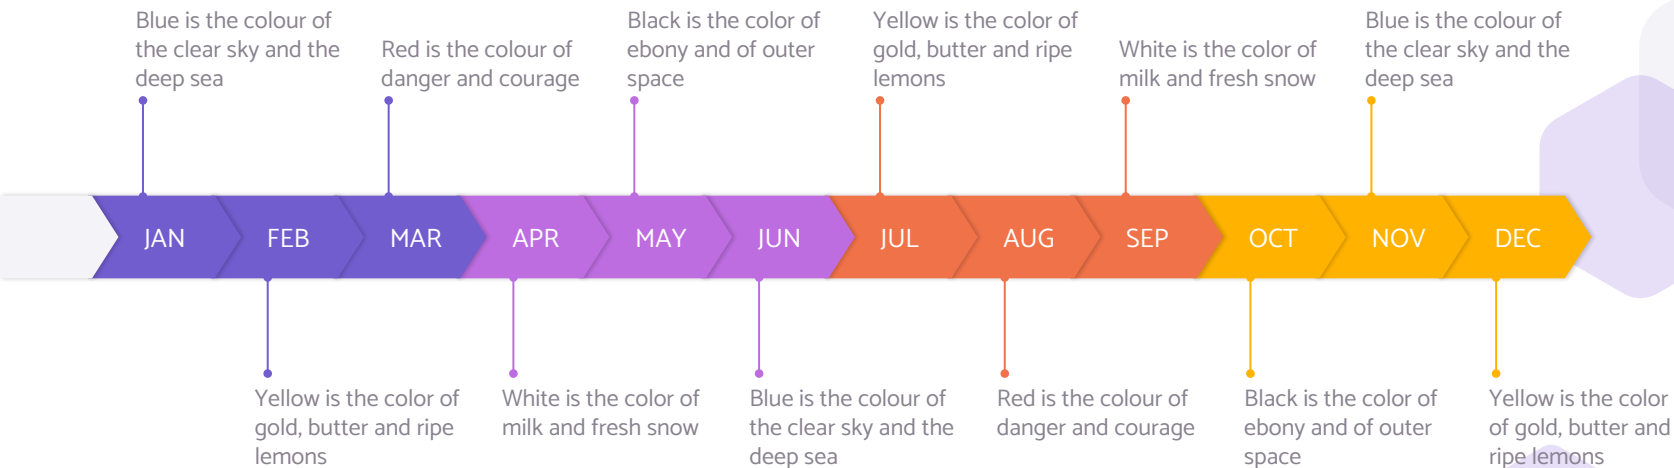 Blue is the colour of
the clear sky and the
deep sea
Red is the colour of
danger and courage
Black is the color of
ebony and of outer
space
Yellow is the color of
gold, butter and ripe
lemons
White is the color of
milk and fresh snow
Blue is the colour of
the clear sky and the
deep sea
JAN
FEB
MAR
APR
MAY
JUN
JUL
AUG
SEP
OCT
NOV
DEC
Yellow is the color of
gold, butter and ripe
lemons
White is the color of
milk and fresh snow
Blue is the colour of
the clear sky and the
deep sea
Red is the colour of
danger and courage
Black is the color of
ebony and of outer
space
Yellow is the color
of gold, butter and
ripe lemons